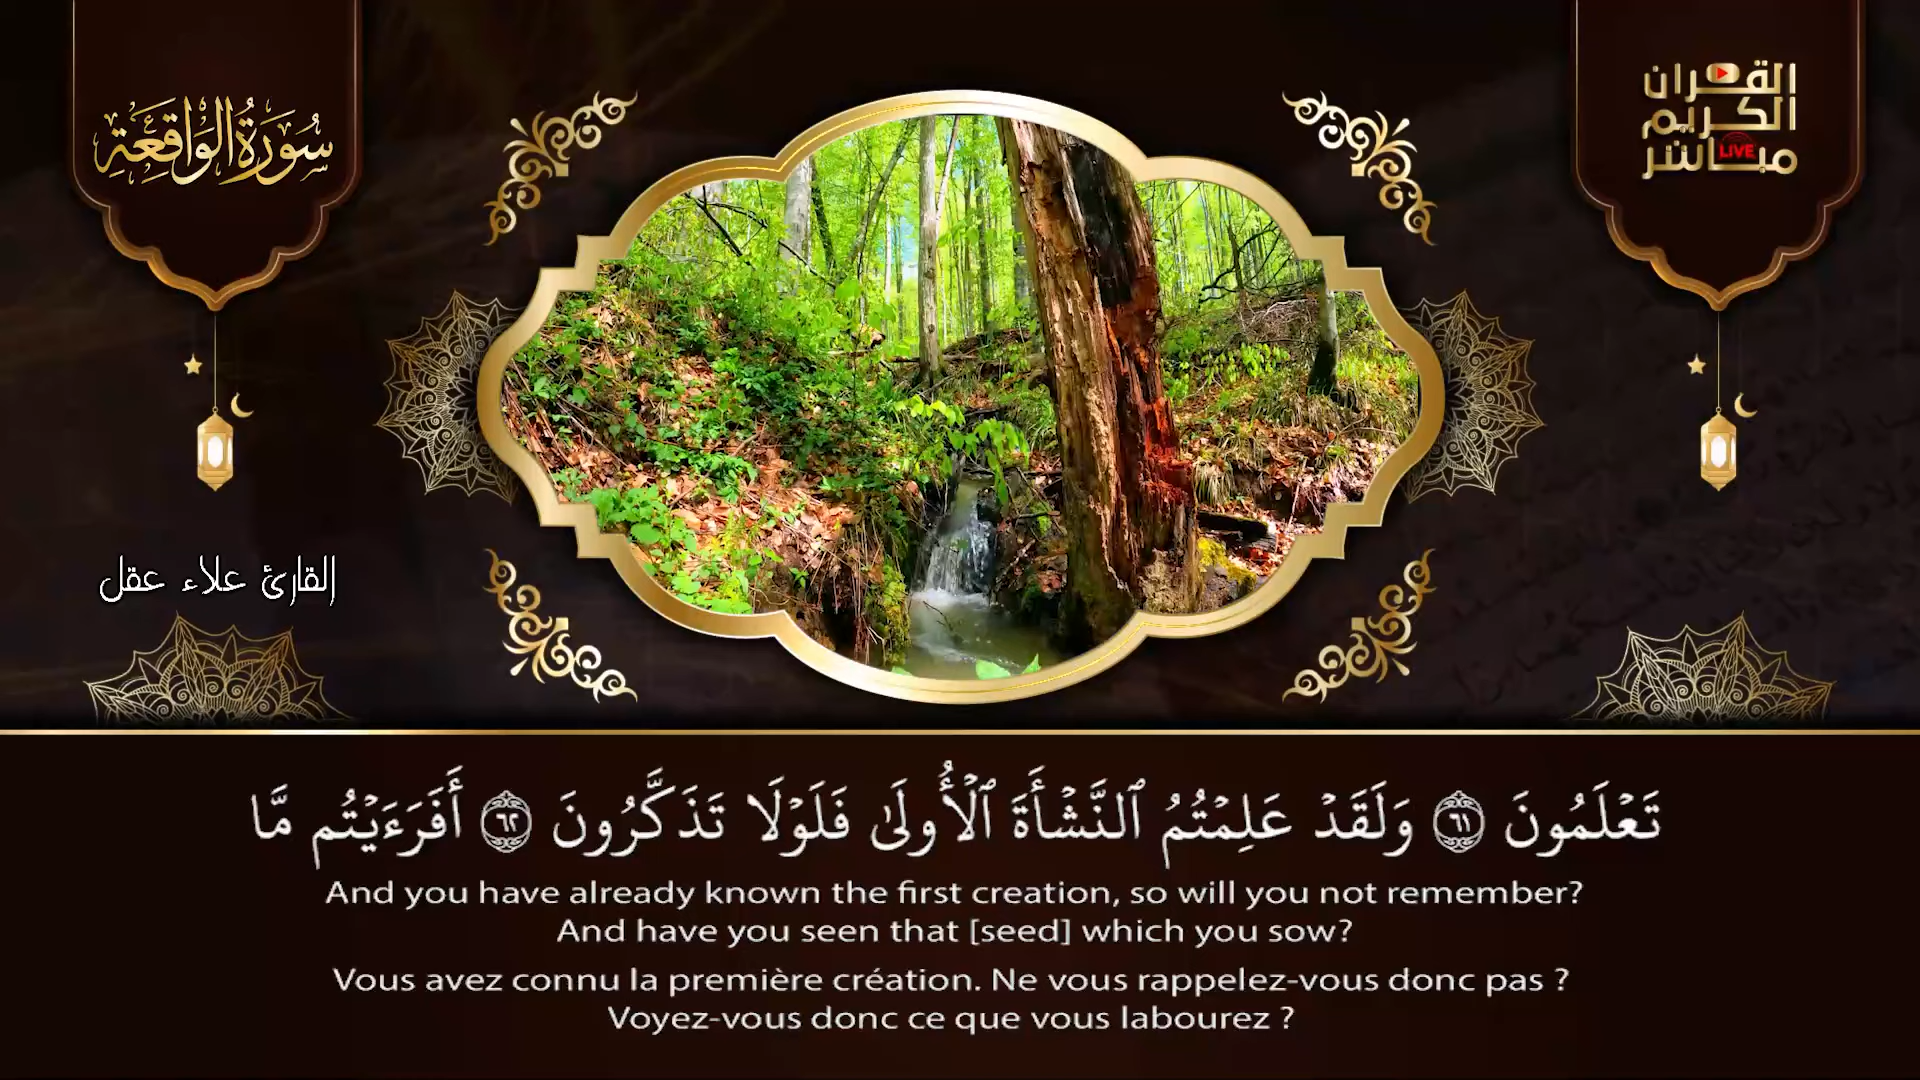 سُورَةُ الوَاقِعَةِ
القرآن
الكريم
مباشر
LIVE
القارئ علاء عقل
تَعْلَمُونَ ٦١ وَلَقَدْ عَلِمْتُمُ ٱلنَّشْأَةَ ٱلْأُولَىٰ فَلَوْلَا تَذَكَّرُونَ ٦٢ أَفَرَءَيْتُم مَّا
And you have already known the first creation, so will you not remember?
And have you seen that [seed] which you sow?
Vous avez connu la première création. Ne vous rappelez-vous donc pas ?
Voyez-vous donc ce que vous labourez ?